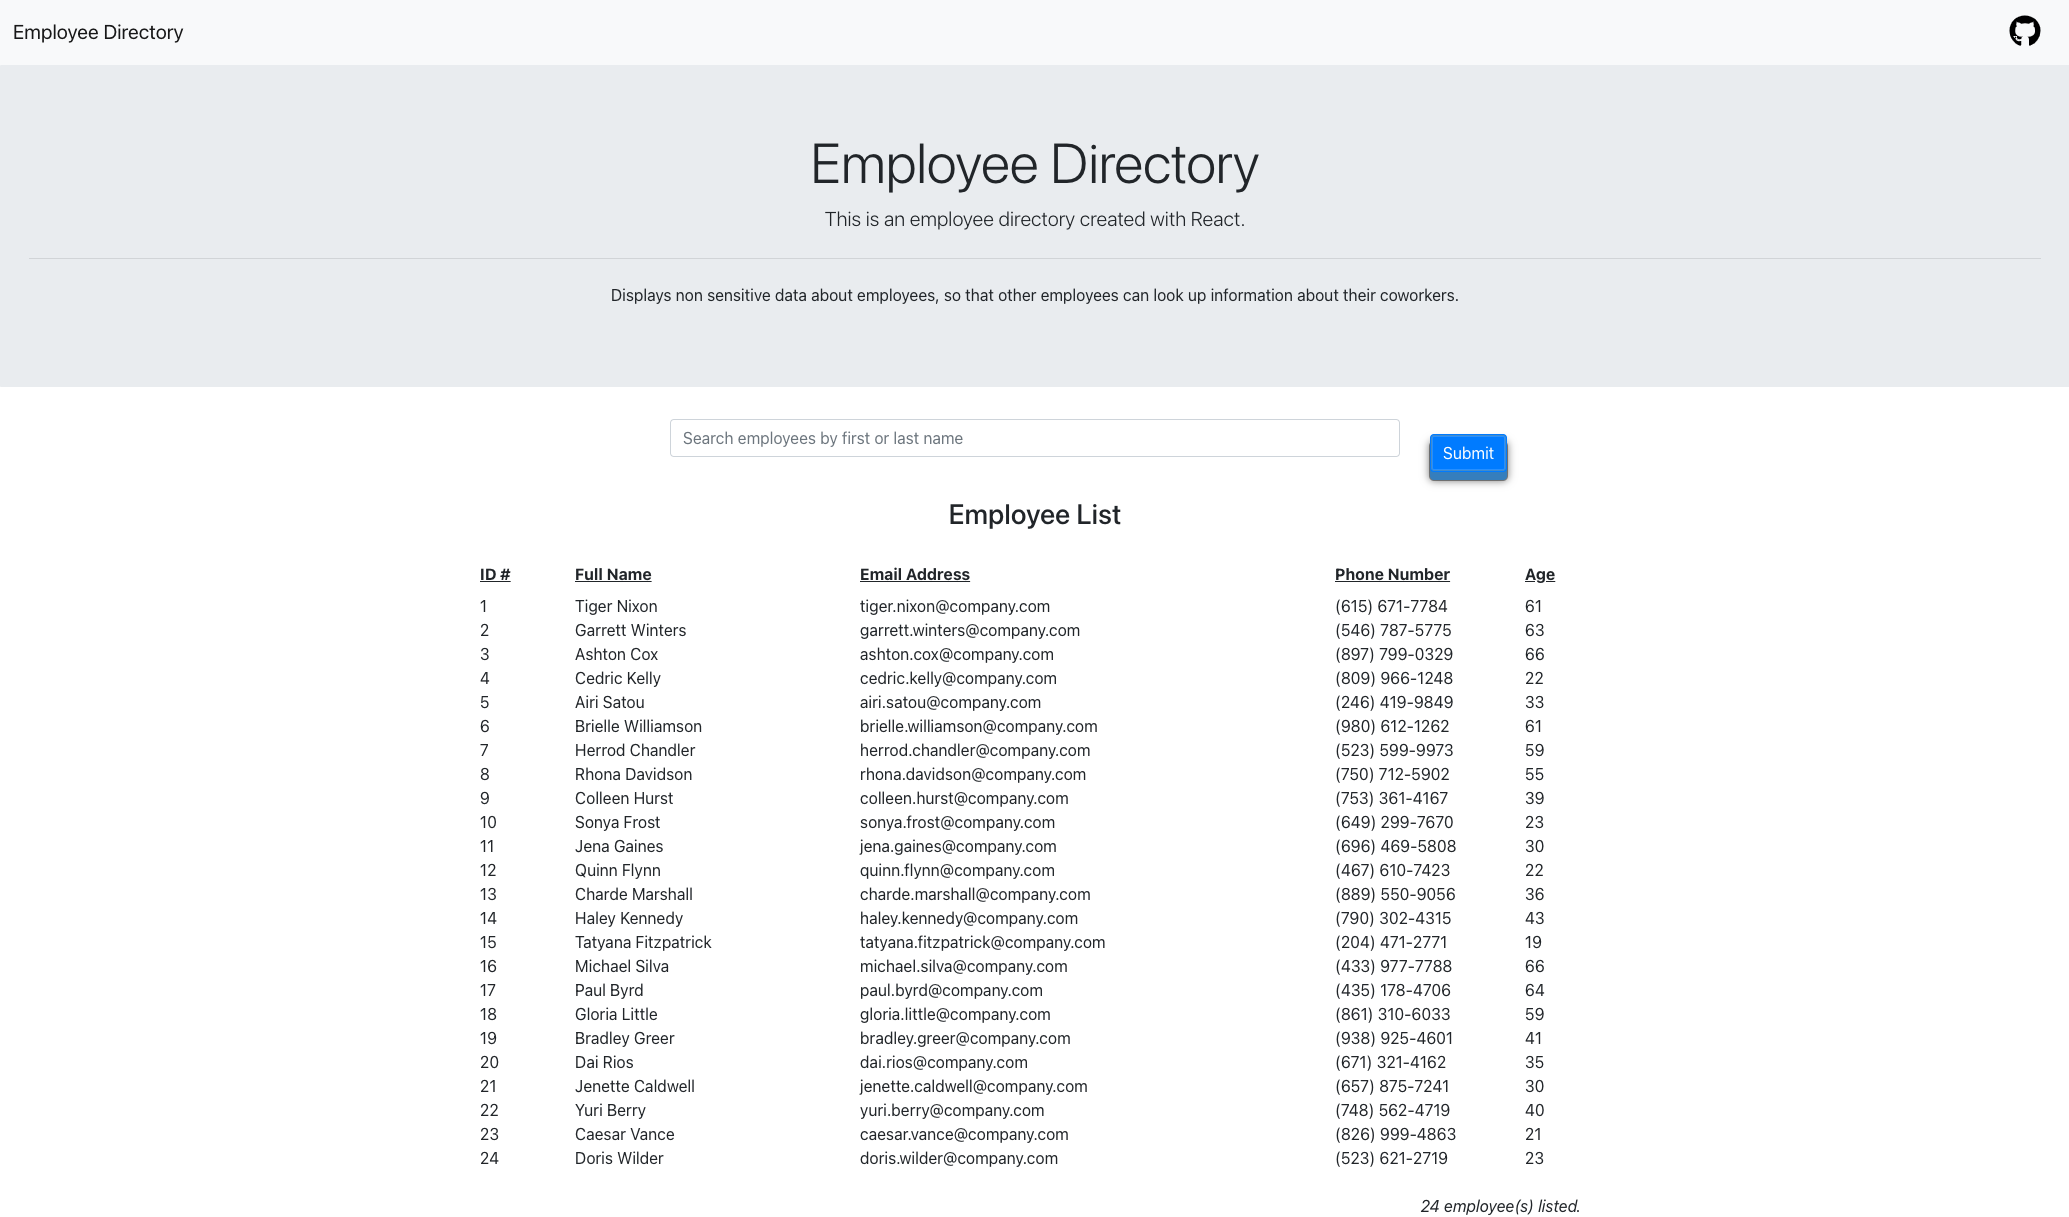 Employee Directory
Employee Directory
This is an employee directory created with React.
Displays non sensitive data about employees, so that other employees can look up information about their coworkers.
Search employees by first or last name
Submit
Employee List
ID # Full Name Email Address Phone Number Age
1 Tiger Nixon tiger.nixon@company.com (615) 671-7784 61
2 Garrett Winters garrett.winters@company.com (546) 787-5775 63
3 Ashton Cox ashton.cox@company.com (897) 799-0329 66
4 Cedric Kelly cedric.kelly@company.com (809) 966-1248 22
5 Airi Satou airi.satou@company.com (246) 419-9849 33
6 Brielle Williamson brielle.williamson@company.com (980) 612-1262 61
7 Herrod Chandler herrod.chandler@company.com (523) 599-9973 59
8 Rhona Davidson rhona.davidson@company.com (750) 712-5902 55
9 Colleen Hurst colleen.hurst@company.com (753) 361-4167 39
10 Sonya Frost sonya.frost@company.com (649) 299-7670 23
11 Jena Gaines jena.gaines@company.com (696) 469-5808 30
12 Quinn Flynn quinn.flynn@company.com (467) 610-7423 22
13 Charde Marshall charde.marshall@company.com (889) 550-9056 36
14 Haley Kennedy haley.kennedy@company.com (790) 302-4315 43
15 Tatyana Fitzpatrick tatyana.fitzpatrick@company.com (204) 471-2771 19
16 Michael Silva michael.silva@company.com (433) 977-7788 66
17 Paul Byrd paul.byrd@company.com (435) 178-4706 64
18 Gloria Little gloria.little@company.com (861) 310-6033 59
19 Bradley Greer bradley.greer@company.com (938) 925-4601 41
20 Dai Rios dai.rios@company.com (671) 321-4162 35
21 Jenette Caldwell jenette.caldwell@company.com (657) 875-7241 30
22 Yuri Berry yuri.berry@company.com (748) 562-4719 40
23 Caesar Vance caesar.vance@company.com (826) 999-4863 21
24 Doris Wilder doris.wilder@company.com (523) 621-2719 23
24 employee(s) listed.